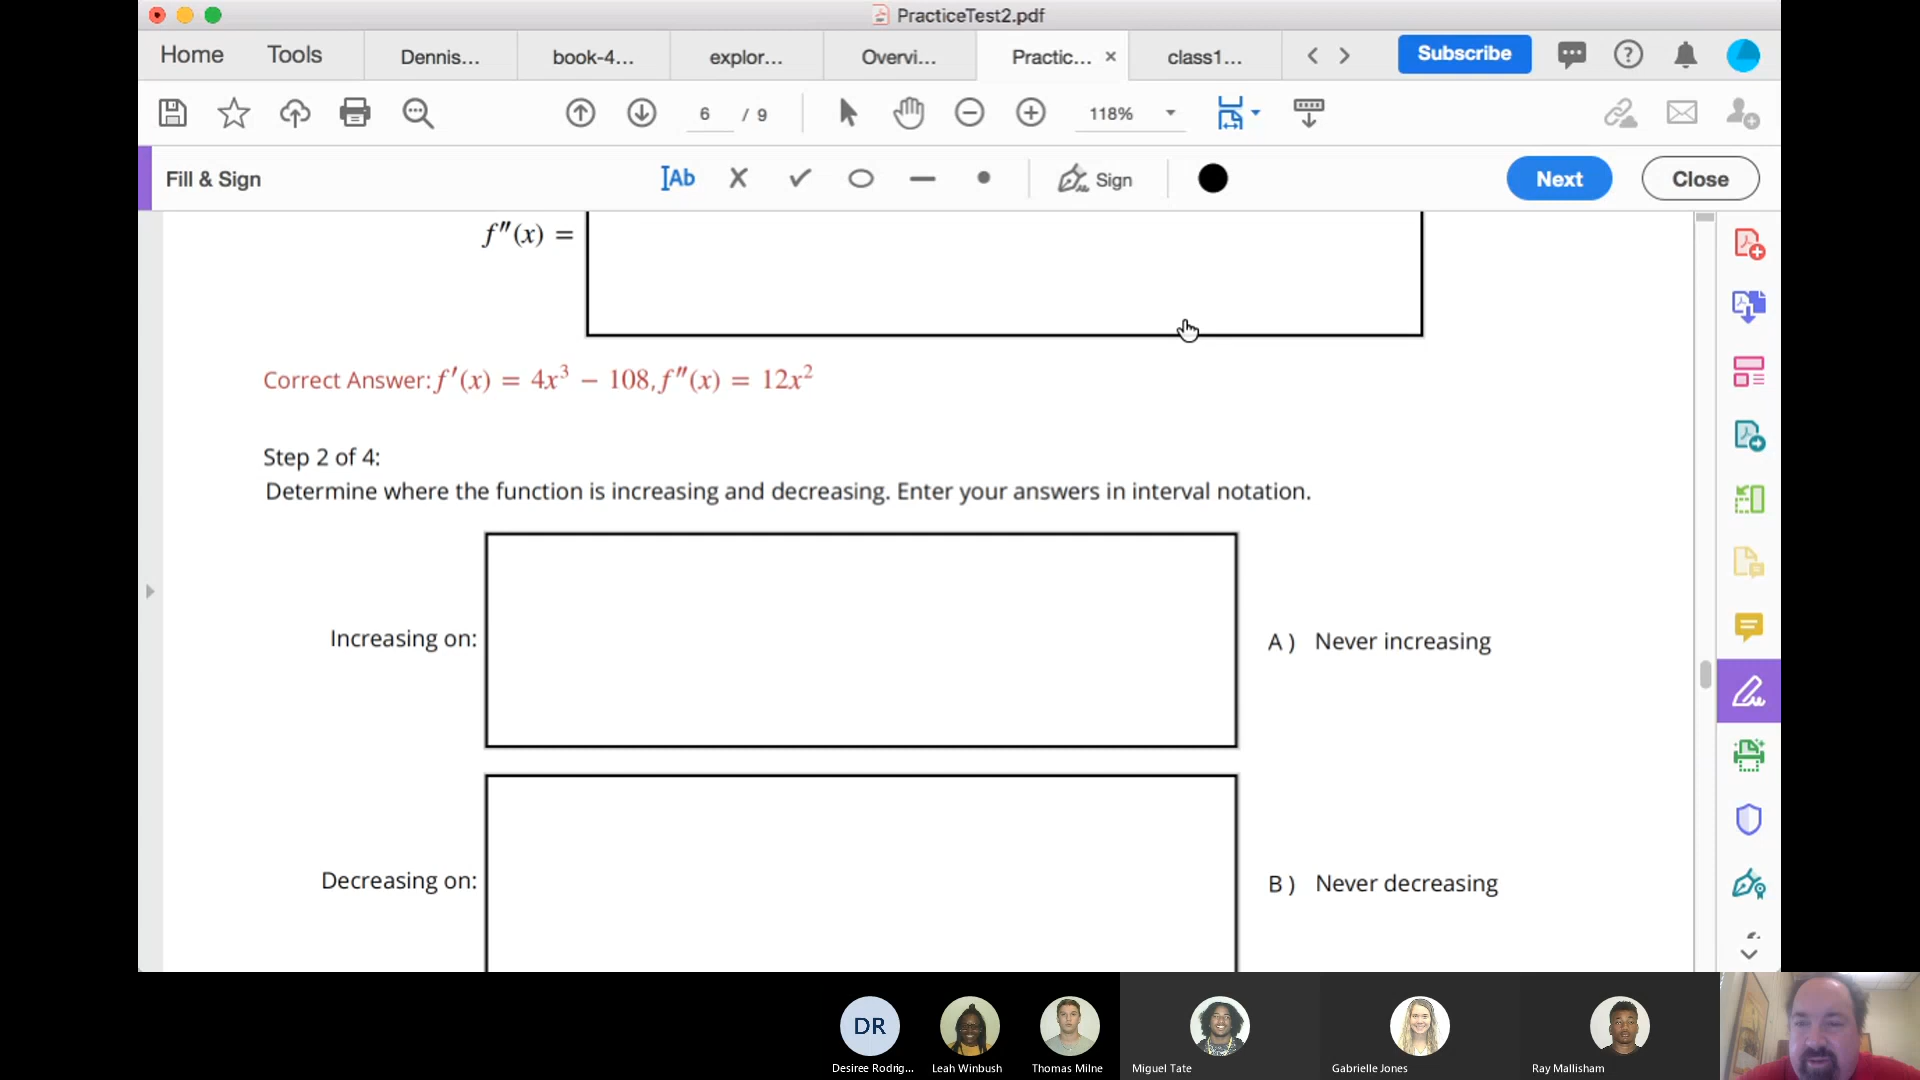 PracticeTest2.pdf
Home Tools Dennis... book-4... explor... Overvi... Practic... × class1... Subscribe
6 / 9 118%
Fill & Sign Ab Sign Next Close
f″(x) =
Correct Answer: f′(x) = 4x³ − 108, f″(x) = 12x²
Step 2 of 4:
Determine where the function is increasing and decreasing. Enter your answers in interval notation.
Increasing on: A ) Never increasing
Decreasing on: B ) Never decreasing
DR
Desiree Rodrig... Leah Winbush Thomas Milne Miguel Tate Gabrielle Jones Ray Mallisham